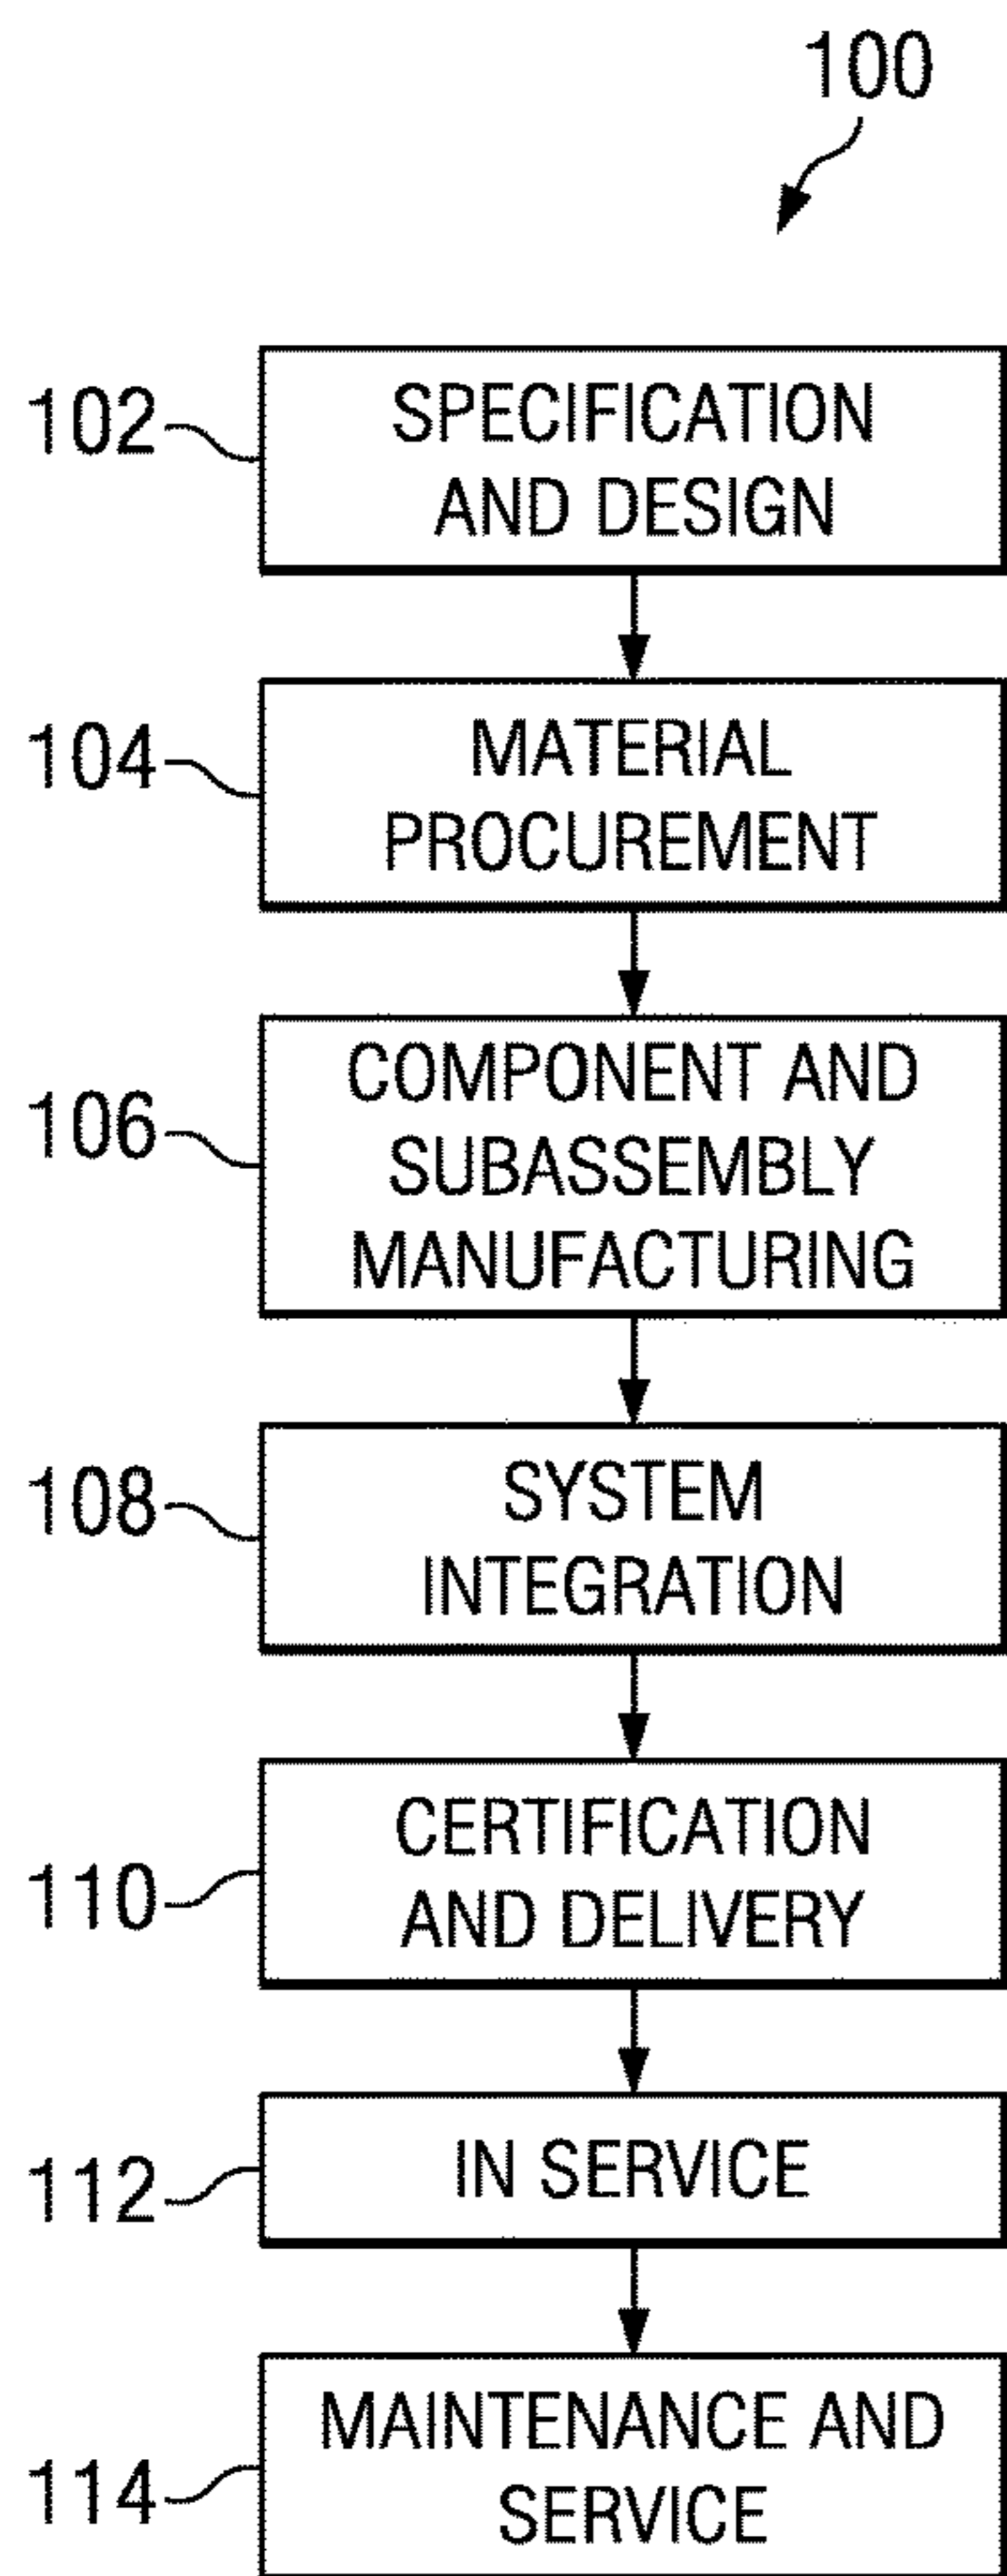 100
102
SPECIFICATION
AND DESIGN
104
MATERIAL
PROCUREMENT
106
COMPONENT AND
SUBASSEMBLY
MANUFACTURING
108
SYSTEM
INTEGRATION
110
CERTIFICATION
AND DELIVERY
112
IN SERVICE
114
MAINTENANCE AND
SERVICE